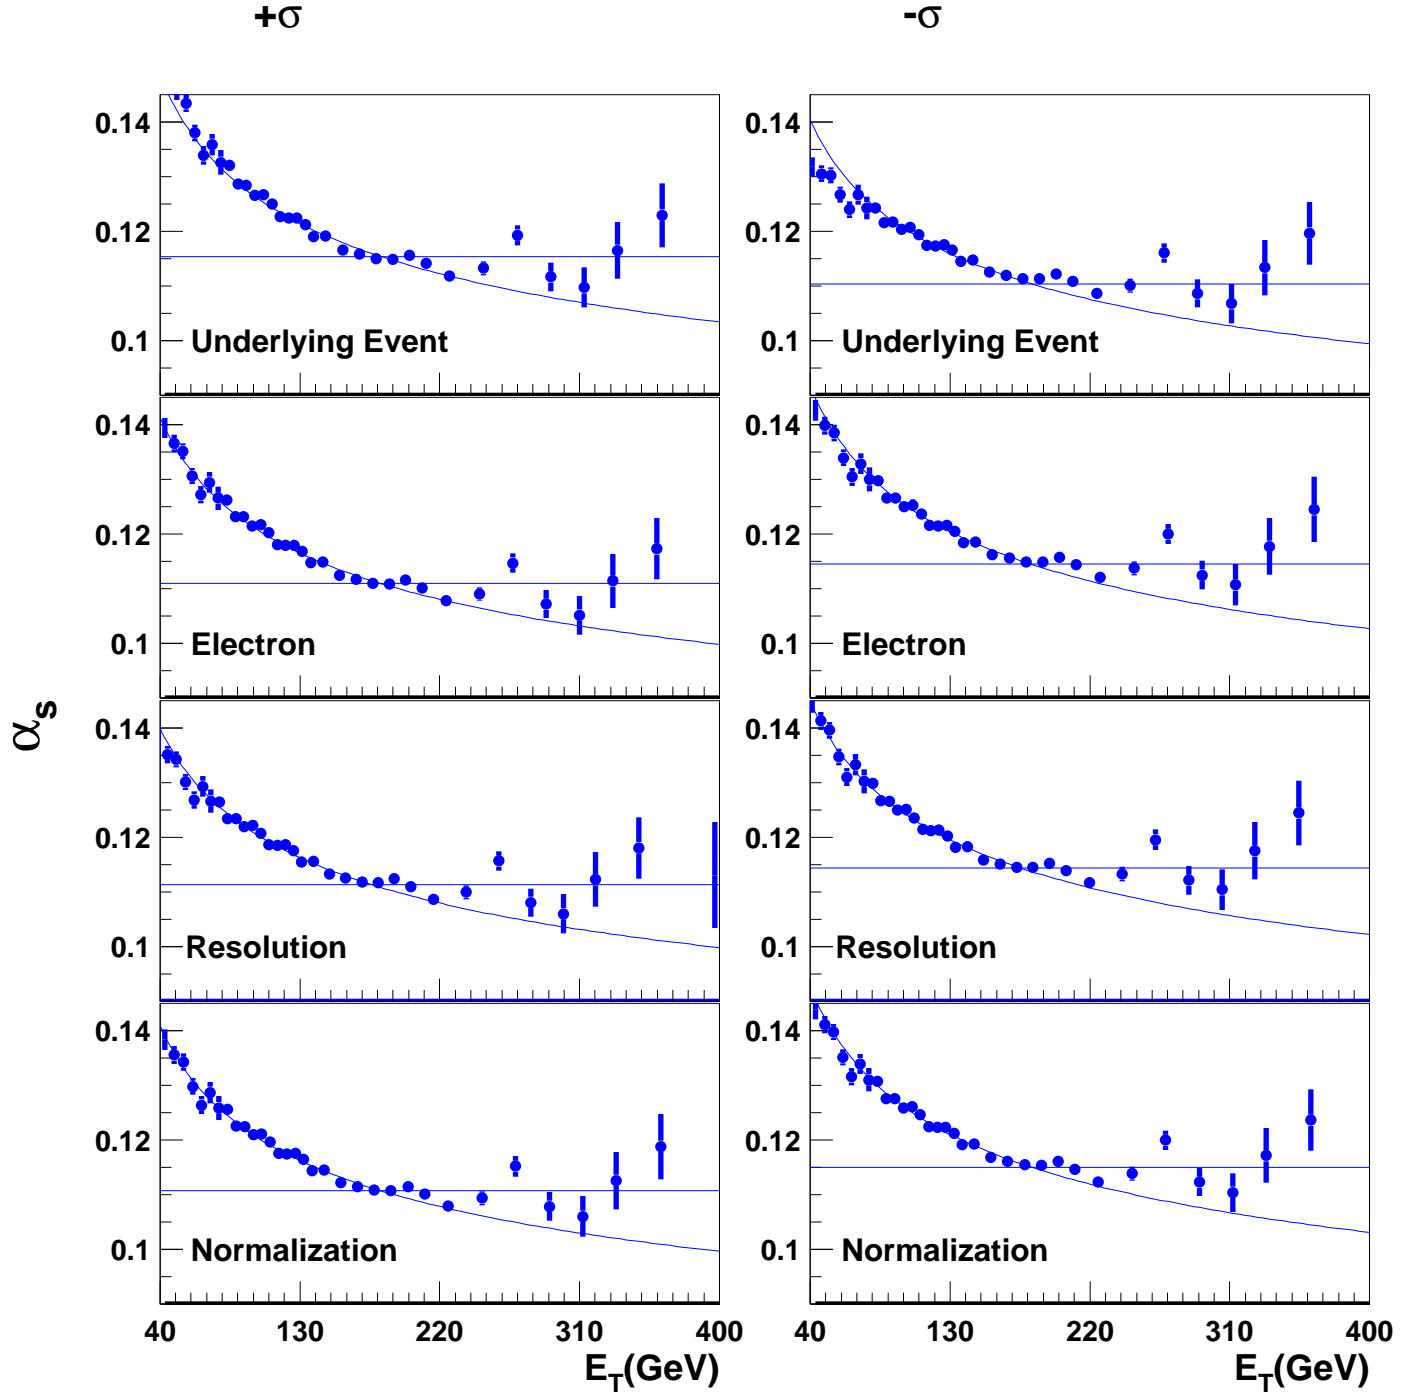 +σ -σ
0.14 0.14
0.12 0.12
0.1 Underlying Event 0.1 Underlying Event
0.14 0.14
0.12 0.12
0.1 Electron 0.1 Electron
α_s
0.14 0.14
0.12 0.12
0.1 Resolution 0.1 Resolution
0.14 0.14
0.12 0.12
0.1 Normalization 0.1 Normalization
40 130 220 310 400 40 130 220 310 400
E_T(GeV) E_T(GeV)